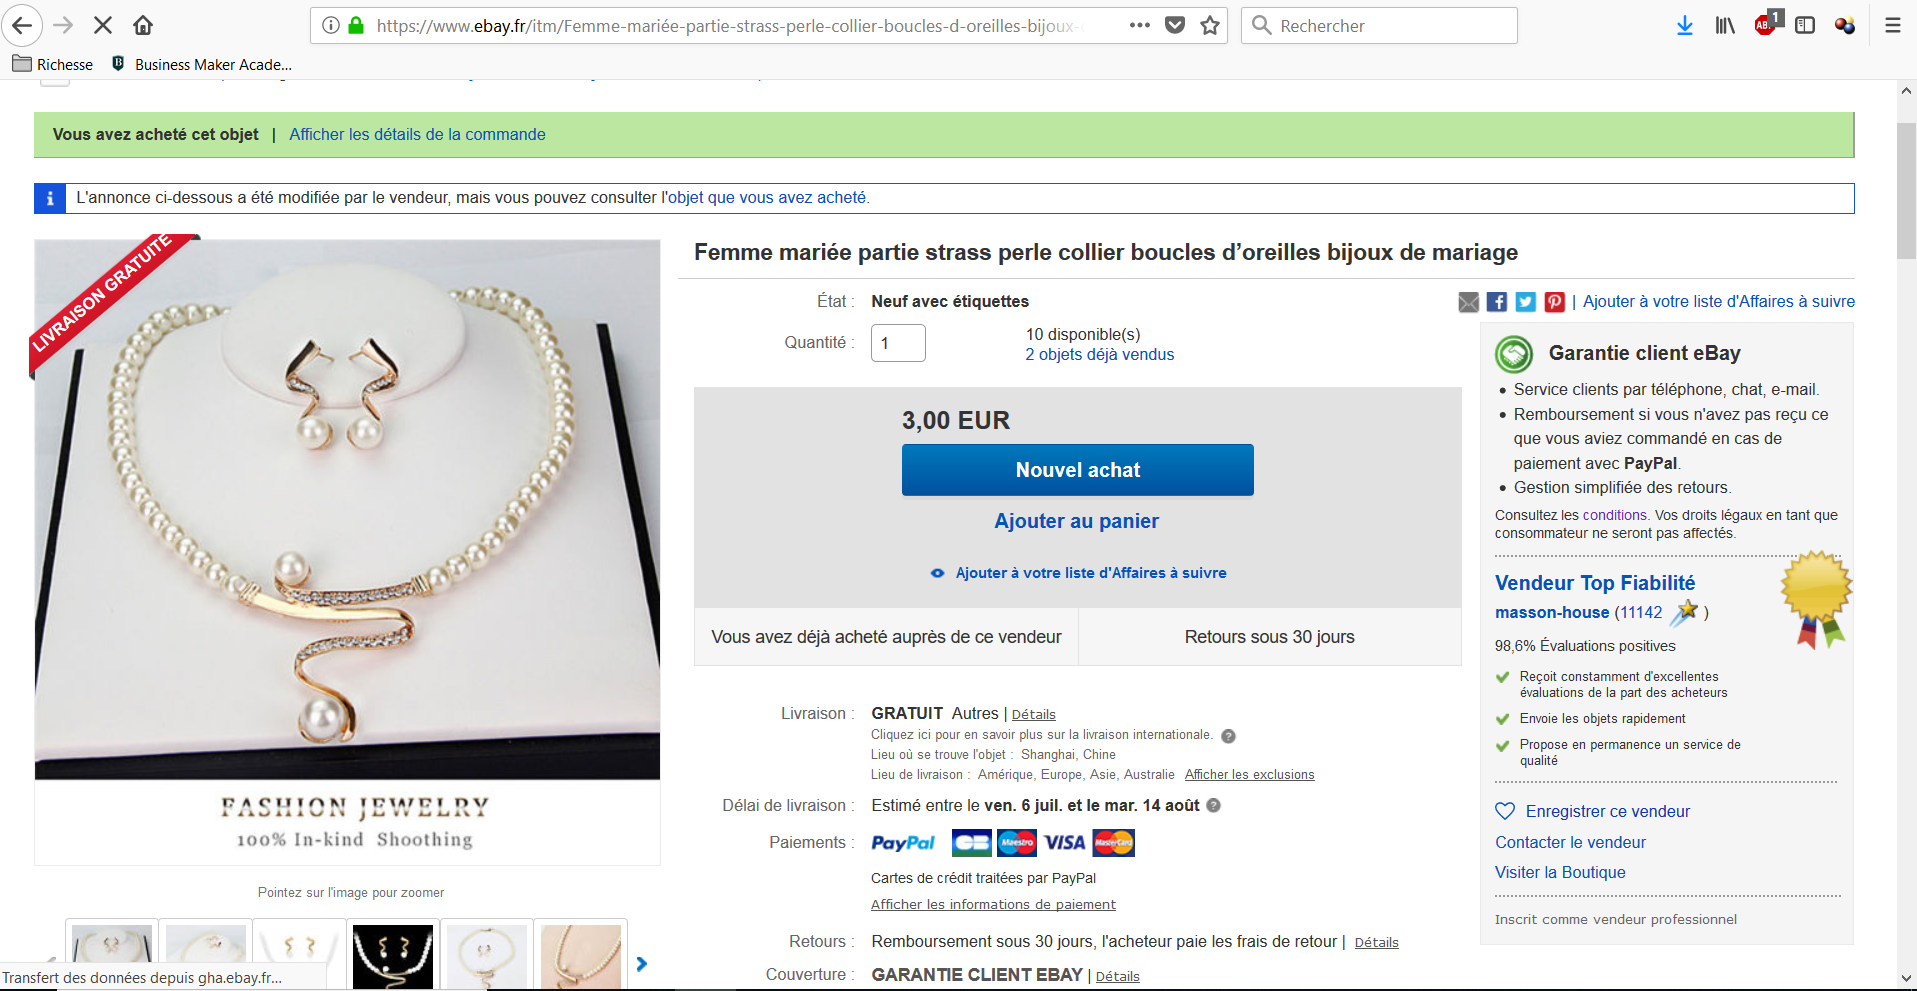 https://www.ebay.fr/itm/Femme-mariée-partie-strass-perle-collier-boucles-d-oreilles-bijoux-
Rechercher
ABP
1
Richesse
Business Maker Acade...
Vous avez acheté cet objet | Afficher les détails de la commande
L'annonce ci-dessous a été modifiée par le vendeur, mais vous pouvez consulter l'objet que vous avez acheté.
LIVRAISON GRATUITE
FASHION JEWELRY
100% In-kind Shoothing
Pointez sur l'image pour zoomer
Femme mariée partie strass perle collier boucles d’oreilles bijoux de mariage
État : Neuf avec étiquettes
Quantité : 1
10 disponible(s)
2 objets déjà vendus
3,00 EUR
Nouvel achat
Ajouter au panier
Ajouter à votre liste d'Affaires à suivre
Vous avez déjà acheté auprès de ce vendeur
Retours sous 30 jours
Livraison : GRATUIT Autres | Détails
Cliquez ici pour en savoir plus sur la livraison internationale. ?
Lieu où se trouve l'objet : Shanghai, Chine
Lieu de livraison : Amérique, Europe, Asie, Australie Afficher les exclusions
Délai de livraison : Estimé entre le ven. 6 juil. et le mar. 14 août ?
Paiements : PayPal CB Maestro VISA MasterCard
Cartes de crédit traitées par PayPal
Afficher les informations de paiement
Retours : Remboursement sous 30 jours, l'acheteur paie les frais de retour | Détails
Couverture : GARANTIE CLIENT EBAY | Détails
| Ajouter à votre liste d'Affaires à suivre
Garantie client eBay
• Service clients par téléphone, chat, e-mail.
• Remboursement si vous n'avez pas reçu ce
que vous aviez commandé en cas de
paiement avec PayPal.
• Gestion simplifiée des retours.
Consultez les conditions. Vos droits légaux en tant que
consommateur ne seront pas affectés.
Vendeur Top Fiabilité
masson-house (11142 )
98,6% Évaluations positives
Reçoit constamment d'excellentes
évaluations de la part des acheteurs
Envoie les objets rapidement
Propose en permanence un service de
qualité
Enregistrer ce vendeur
Contacter le vendeur
Visiter la Boutique
Inscrit comme vendeur professionnel
Transfert des données depuis gha.ebay.fr...